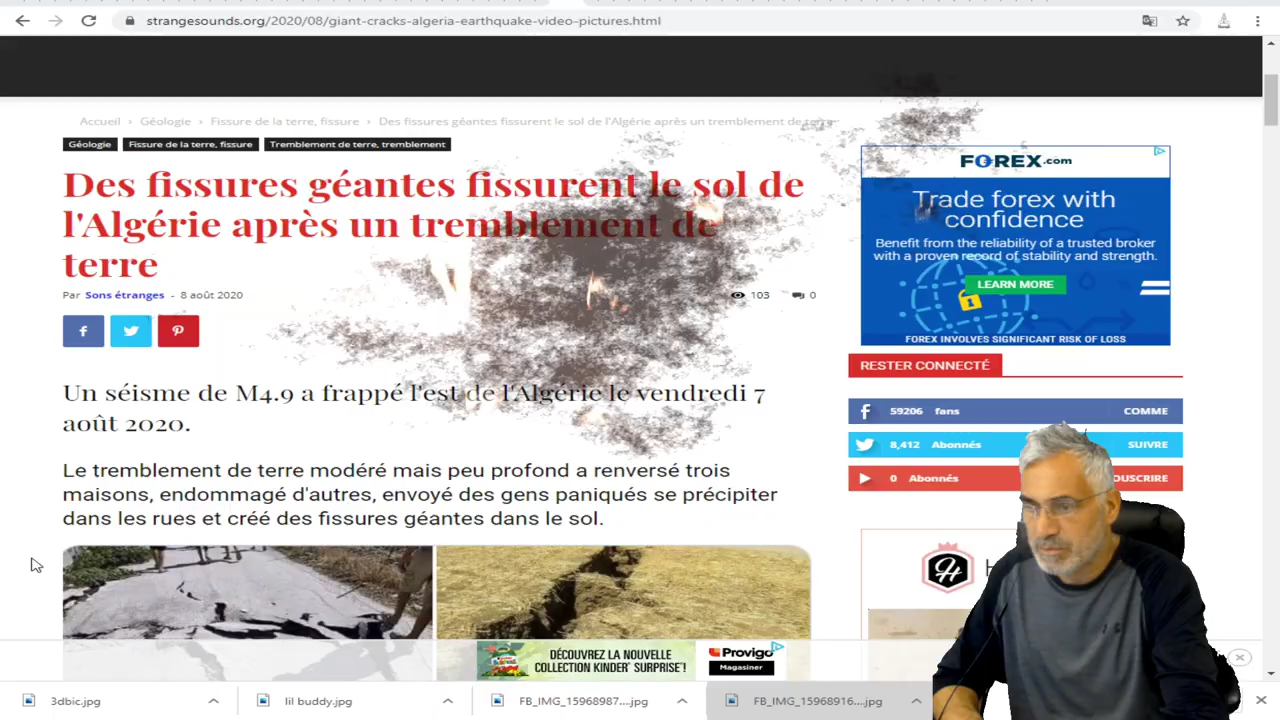 strangesounds.org/2020/08/giant-cracks-algeria-earthquake-video-pictures.html
Accueil › Géologie › Fissure de la terre, fissure › Des fissures géantes fissurent le sol de l'Algérie après un tremblement de terre
Géologie Fissure de la terre, fissure Tremblement de terre, tremblement
Des fissures géantes fissurent le sol de
l'Algérie après un tremblement de
terre
Par Sons étranges - 8 août 2020 103 0
Un séisme de M4.9 a frappé l'est de l'Algérie le vendredi 7
août 2020.
Le tremblement de terre modéré mais peu profond a renversé trois
maisons, endommagé d'autres, envoyé des gens paniqués se précipiter
dans les rues et créé des fissures géantes dans le sol.
FOREX.com
Trade forex with
confidence
Benefit from the reliability of a trusted broker
with a proven record of stability and strength.
LEARN MORE
FOREX INVOLVES SIGNIFICANT RISK OF LOSS
RESTER CONNECTÉ
59206 fans COMME
8,412 Abonnés SUIVRE
0 Abonnés OUSCRIRE
H
DÉCOUVREZ LA NOUVELLE
COLLECTION KINDER SURPRISE!
Provigo
Magasiner
3dbic.jpg lil buddy.jpg FB_IMG_15968987....jpg FB_IMG_15968916....jpg